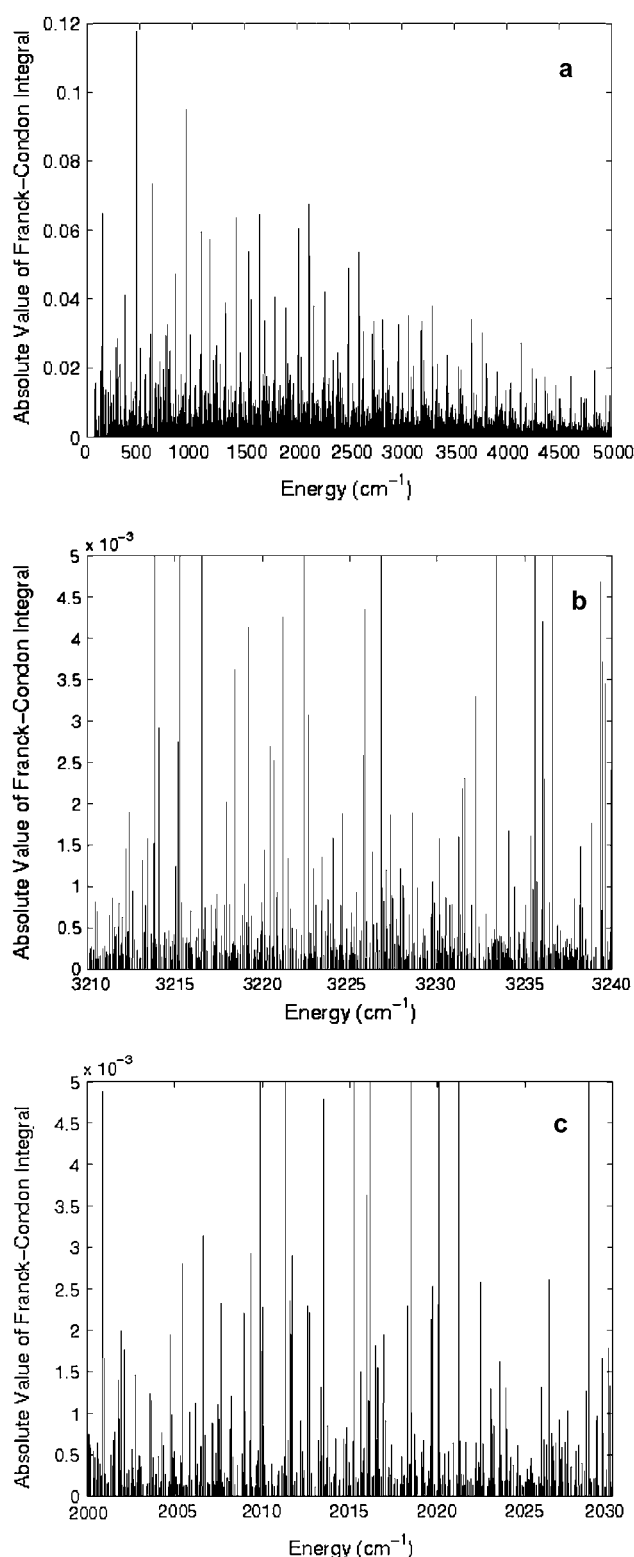 0.12
a
0.1
0.08
0.06
0.04
0.02
0
Absolute Value of Franck–Condon Integral
0 500 1000 1500 2000 2500 3000 3500 4000 4500 5000
Energy (cm⁻¹)
x 10⁻³
5
b
4.5
4
3.5
3
2.5
2
1.5
1
0.5
0
Absolute Value of Franck–Condon Integral
3210 3215 3220 3225 3230 3235 3240
Energy (cm⁻¹)
x 10⁻³
5
c
4.5
4
3.5
3
2.5
2
1.5
1
0.5
0
Absolute Value of Franck–Condon Integral
2000 2005 2010 2015 2020 2025 2030
Energy (cm⁻¹)